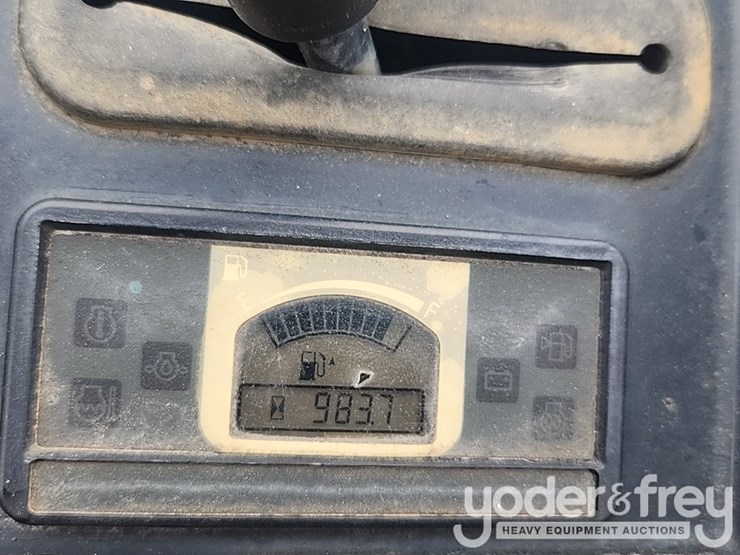 E F
983.7
yoder&frey
HEAVY EQUIPMENT AUCTIONS